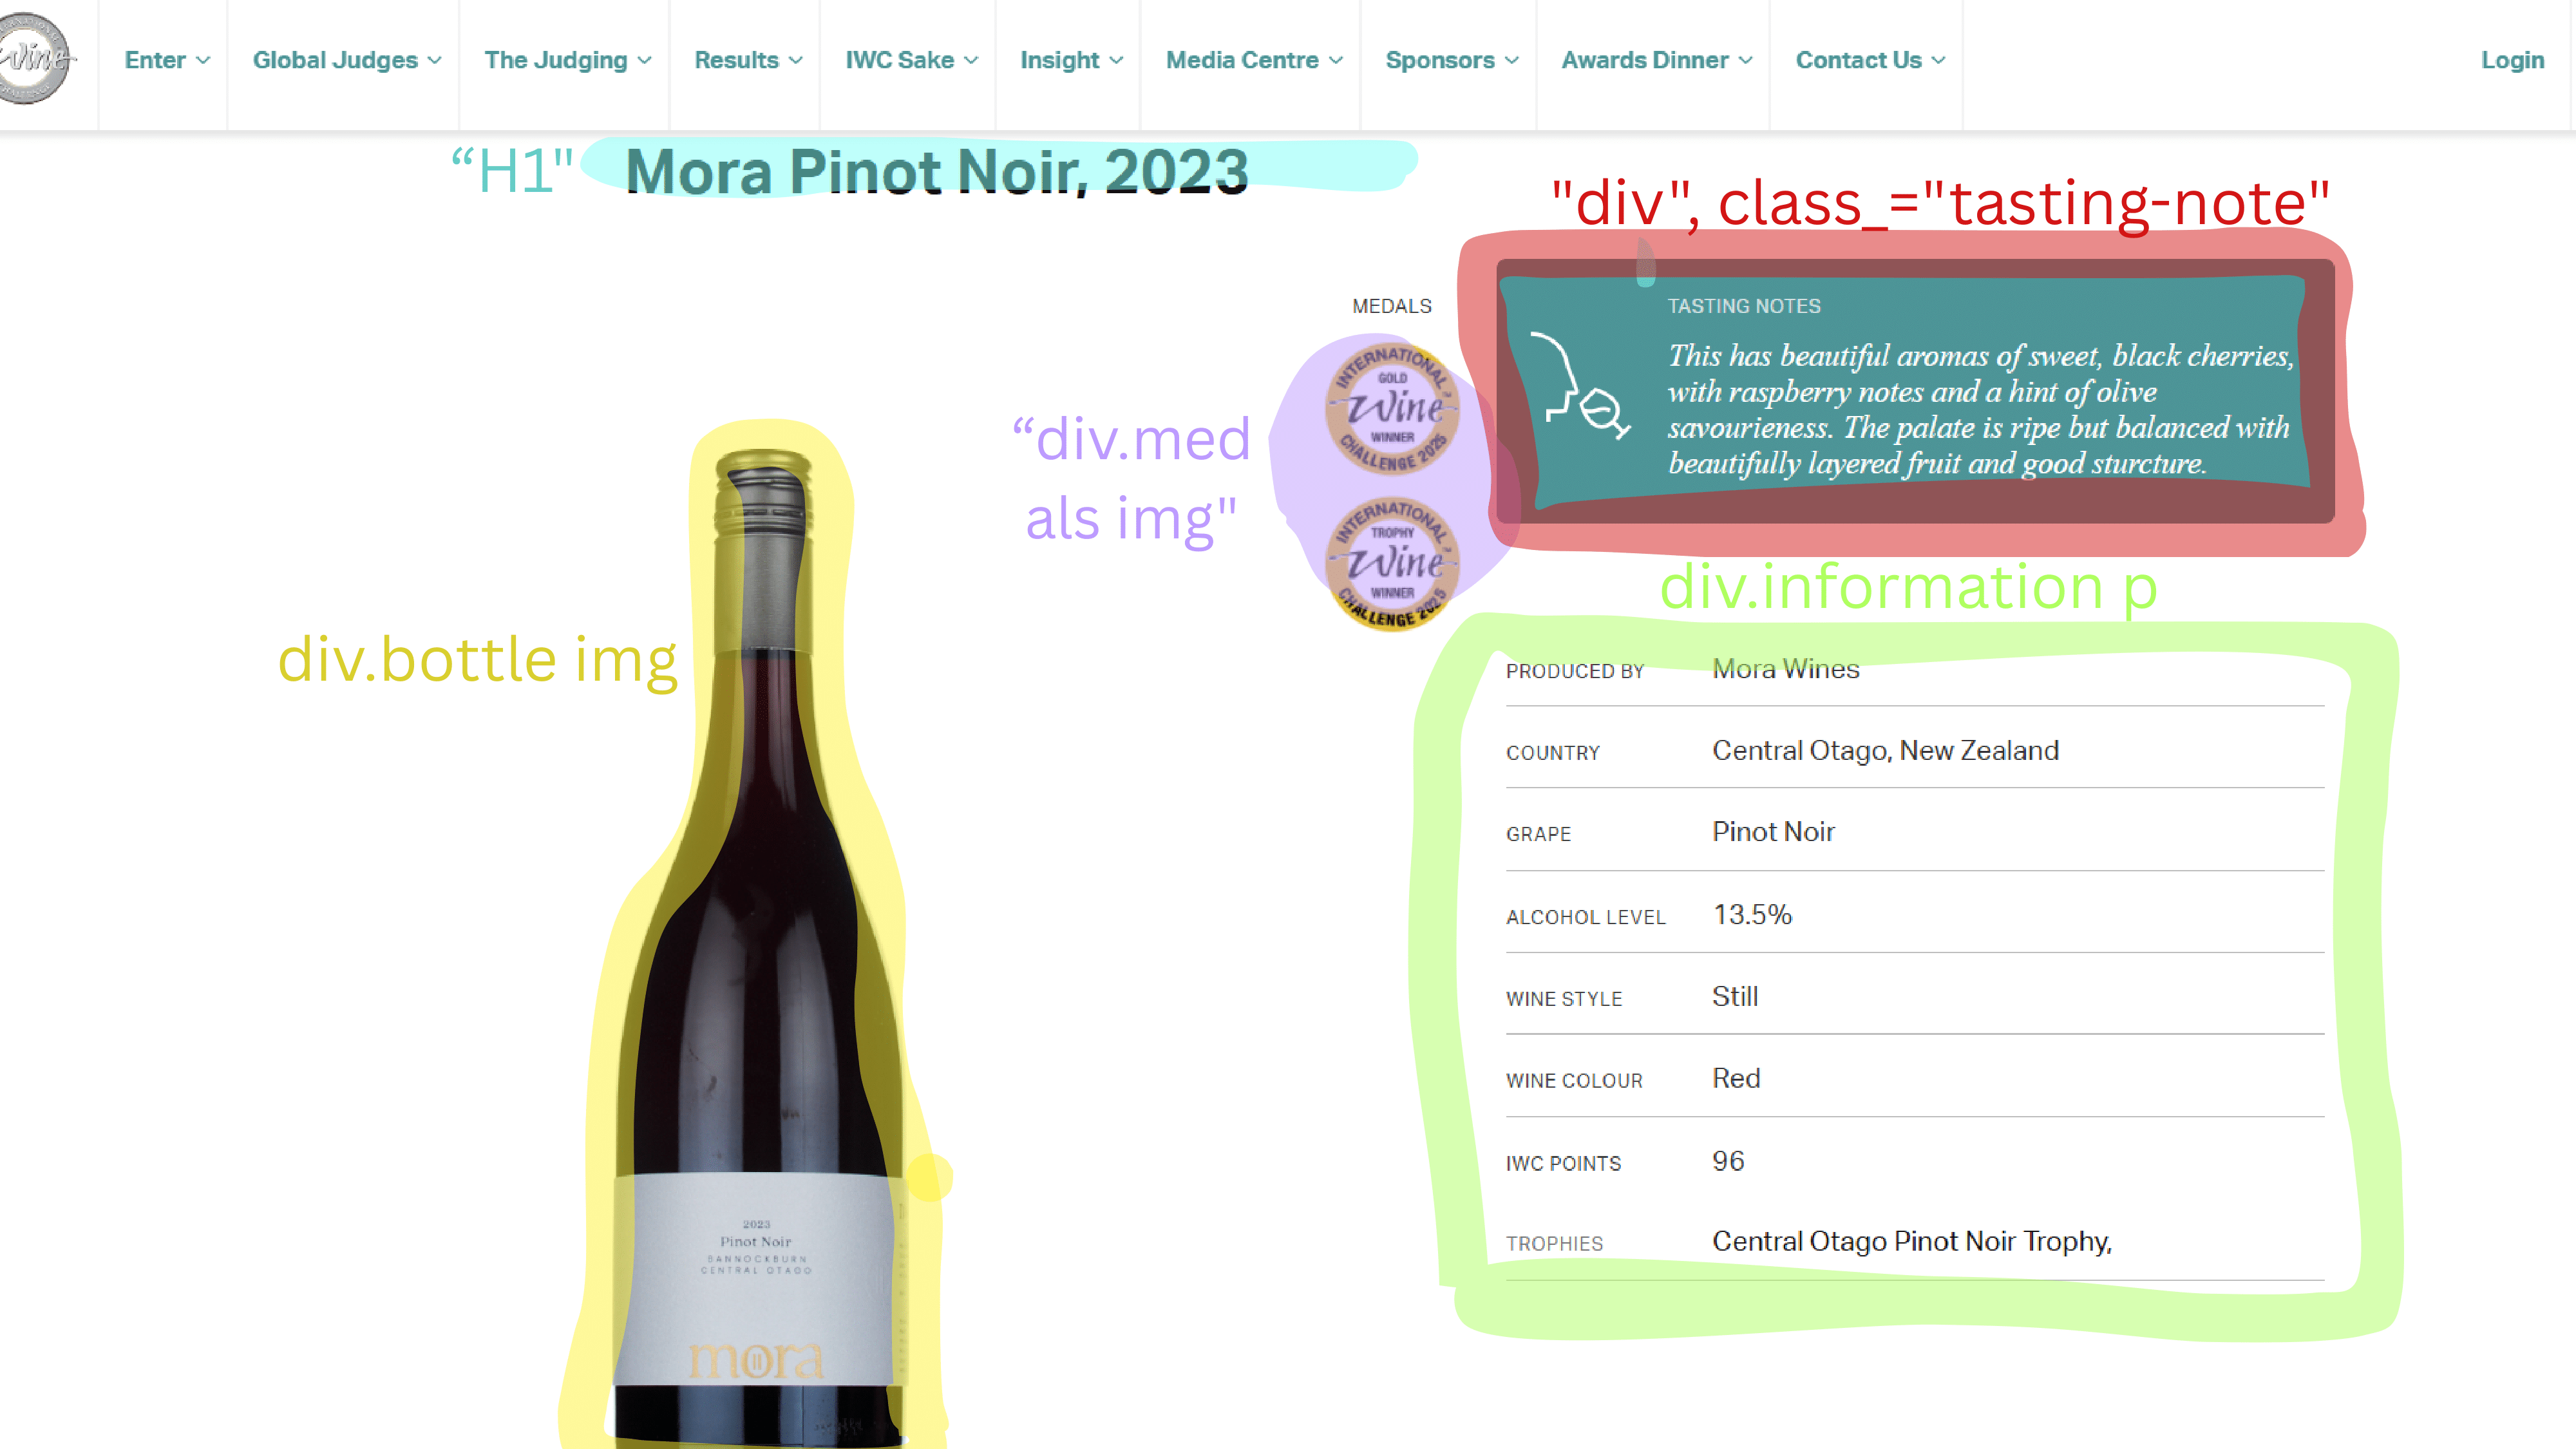 Wine
Enter
Global Judges
The Judging
Results
IWC Sake
Insight
Media Centre
Sponsors
Awards Dinner
Contact Us
Login
“H1"
Mora Pinot Noir, 2023
"div", class_="tasting-note"
MEDALS
INTERNATIONAL
GOLD
Wine
WINNER
CHALLENGE 2025
INTERNATIONAL
TROPHY
Wine
WINNER
CHALLENGE 2025
“div.med
als img"
TASTING NOTES
This has beautiful aromas of sweet, black cherries,
with raspberry notes and a hint of olive
savourieness. The palate is ripe but balanced with
beautifully layered fruit and good sturcture.
div.bottle img
div.information p
PRODUCED BY Mora Wines
COUNTRY Central Otago, New Zealand
GRAPE Pinot Noir
ALCOHOL LEVEL 13.5%
WINE STYLE Still
WINE COLOUR Red
IWC POINTS 96
TROPHIES Central Otago Pinot Noir Trophy,
2023
Pinot Noir
BANNOCKBURN
CENTRAL OTAGO
mora